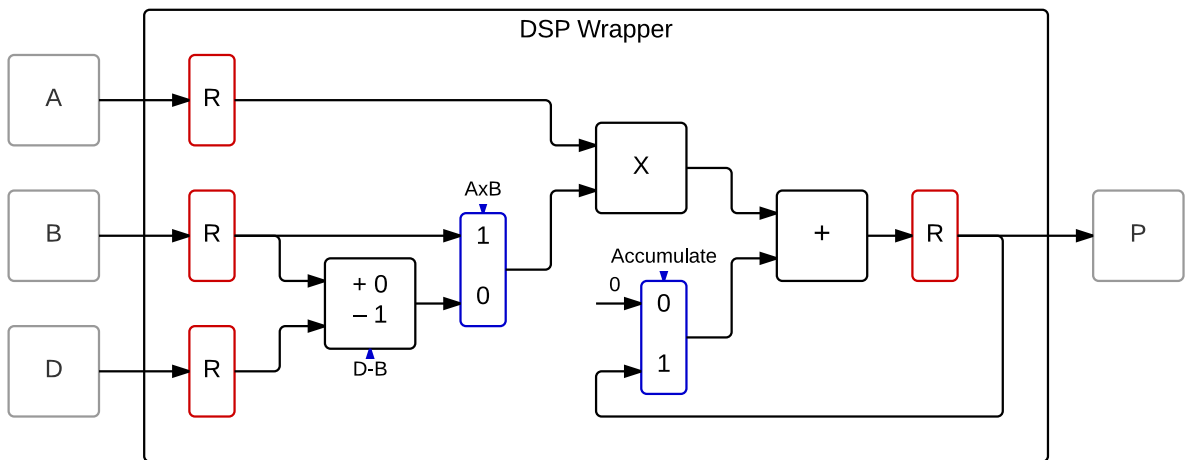 DSP Wrapper
A
R
B
R
D
R
+ 0
– 1
D-B
AxB
1
0
X
Accumulate
0
0
1
+
R
P